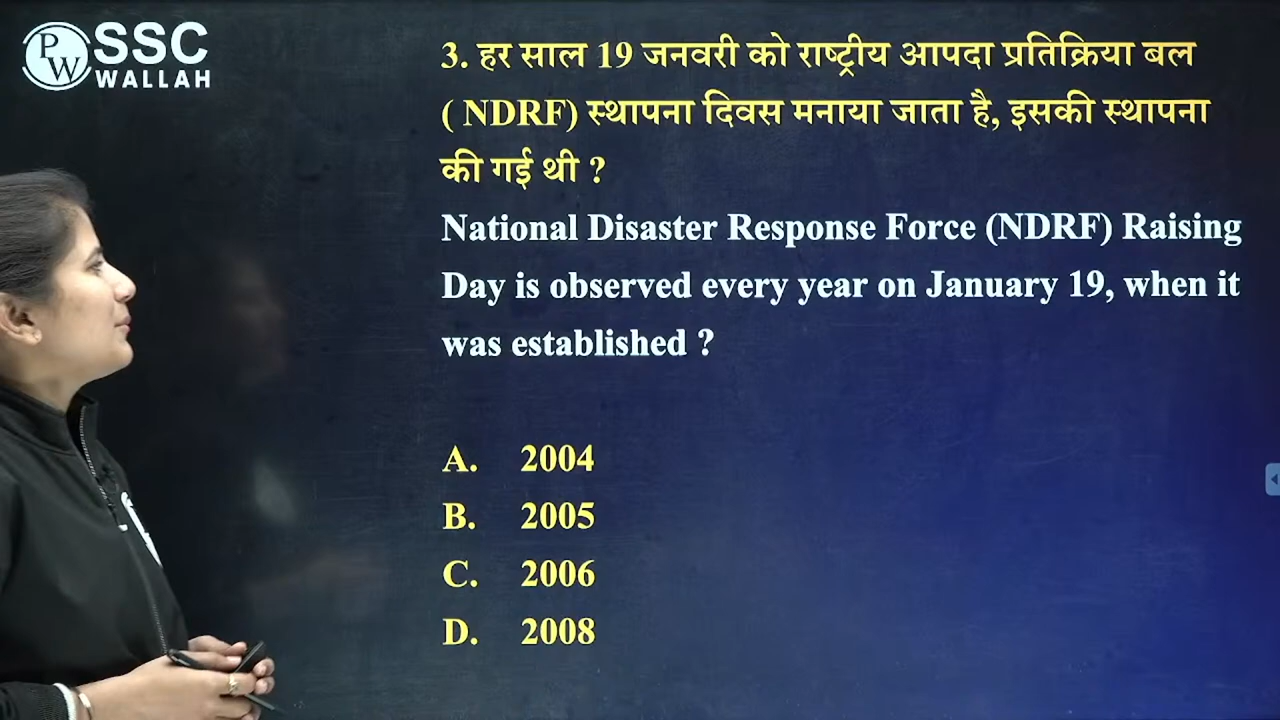 PW
SSC
WALLAH
3. हर साल 19 जनवरी को राष्ट्रीय आपदा प्रतिक्रिया बल
( NDRF) स्थापना दिवस मनाया जाता है, इसकी स्थापना
की गई थी ?
National Disaster Response Force (NDRF) Raising
Day is observed every year on January 19, when it
was established ?
A. 2004
B. 2005
C. 2006
D. 2008